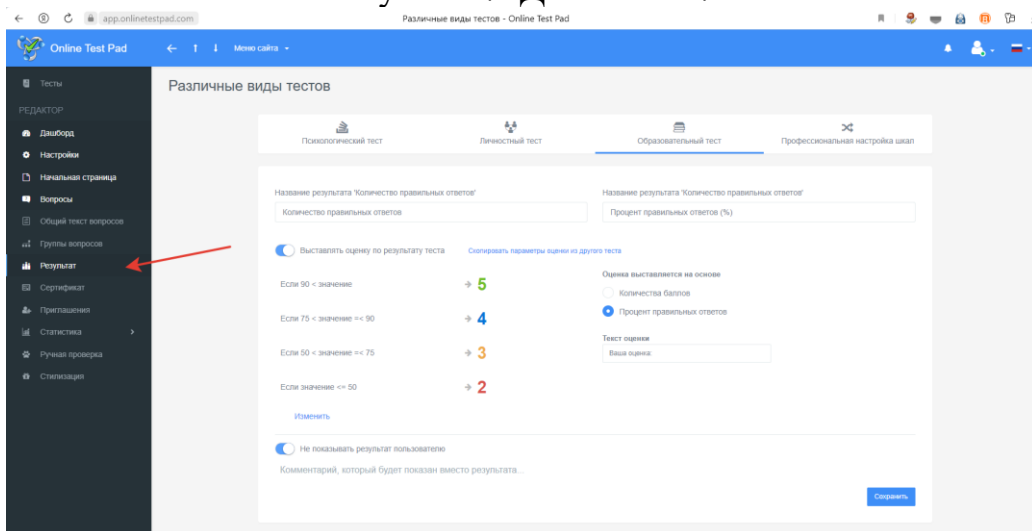 app.onlinetestpad.com
Различные виды тестов - Online Test Pad
Online Test Pad
Меню сайта
Тесты
РЕДАКТОР
Дашборд
Настройки
Начальная страница
Вопросы
Общий текст вопросов
Группы вопросов
Результат
Сертификат
Приглашения
Статистика
Ручная проверка
Стилизация
Различные виды тестов
Психологический тест
Личностный тест
Образовательный тест
Профессиональная настройка шкал
Название результата 'Количество правильных ответов'
Количество правильных ответов
Название результата 'Количество правильных ответов'
Процент правильных ответов (%)
Выставлять оценку по результату теста
Скопировать параметры оценки из другого теста
Если 90 < значение → 5
Если 75 < значение =< 90 → 4
Если 50 < значение =< 75 → 3
Если значение <= 50 → 2
Изменить
Оценка выставляется на основе
Количества баллов
Процент правильных ответов
Текст оценки
Ваша оценка:
Не показывать результат пользователю
Комментарий, который будет показан вместо результата...
Сохранить